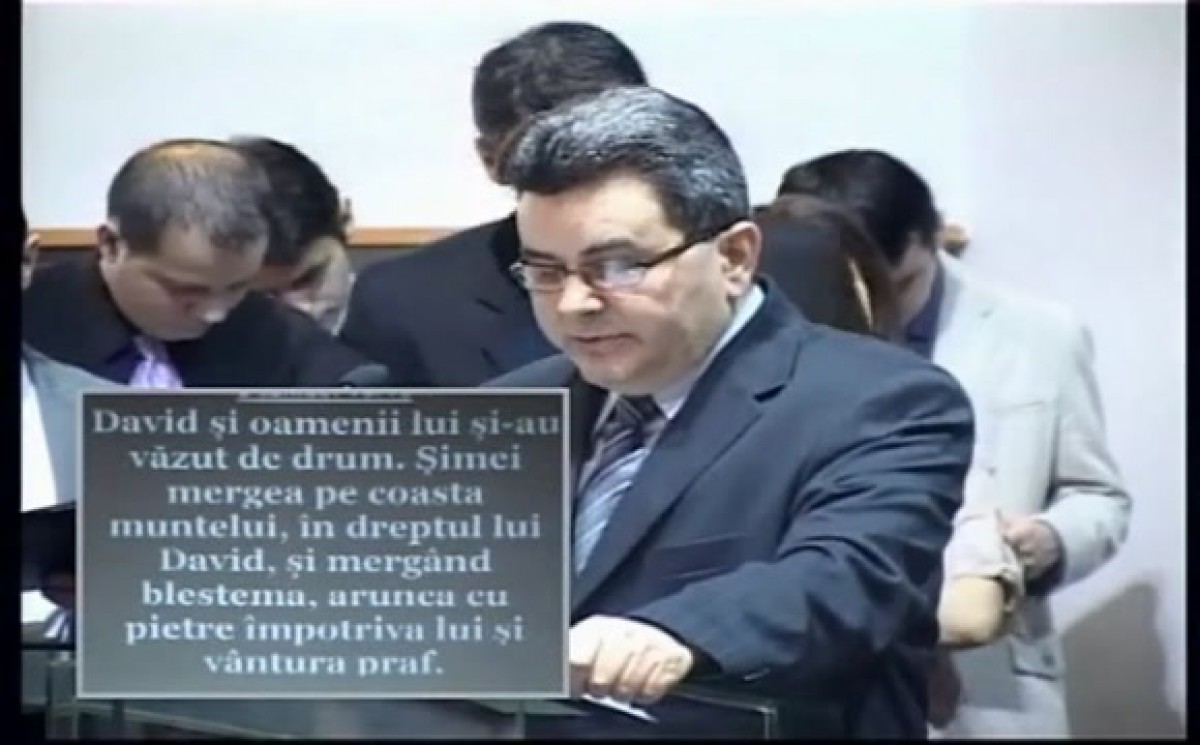 David și oamenii lui și-au
văzut de drum. Șimei
mergea pe coasta
muntelui, în dreptul lui
David, și mergând
blestema, arunca cu
pietre împotriva lui și
vântura praf.